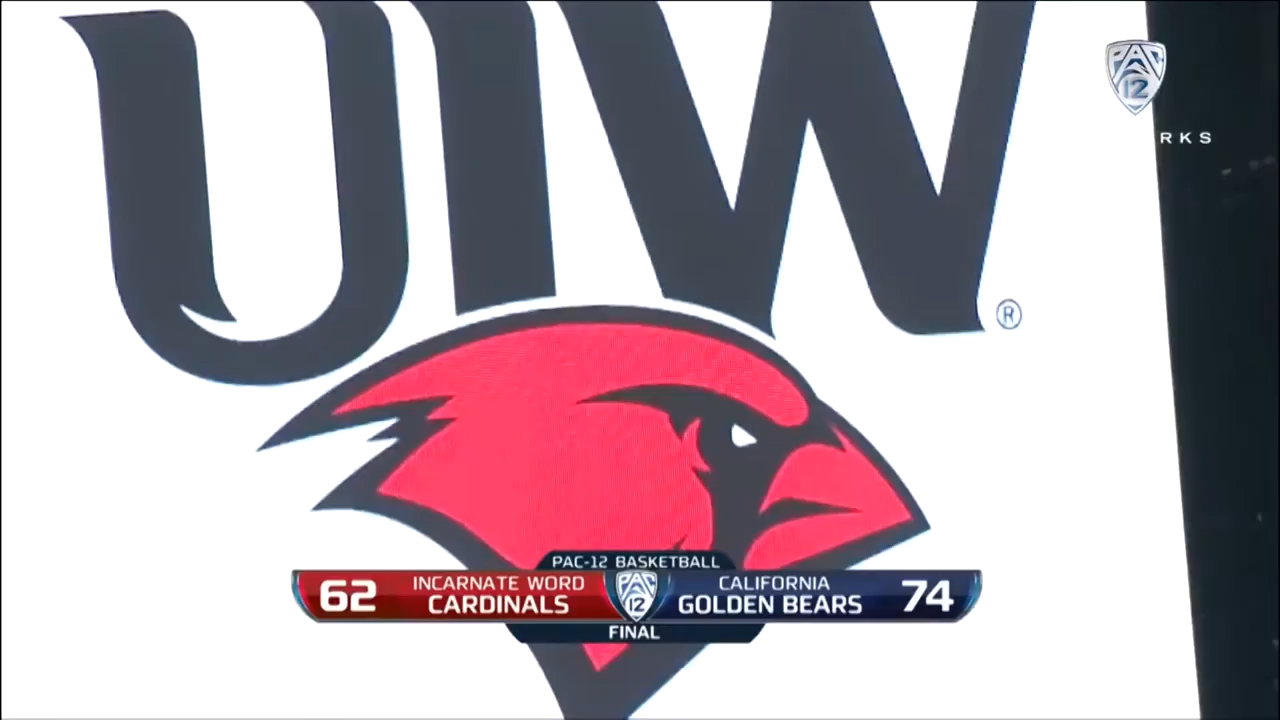 UIW
®
PAC
12
RKS
PAC-12 BASKETBALL
62 INCARNATE WORD CARDINALS
PAC
12
CALIFORNIA GOLDEN BEARS 74
FINAL